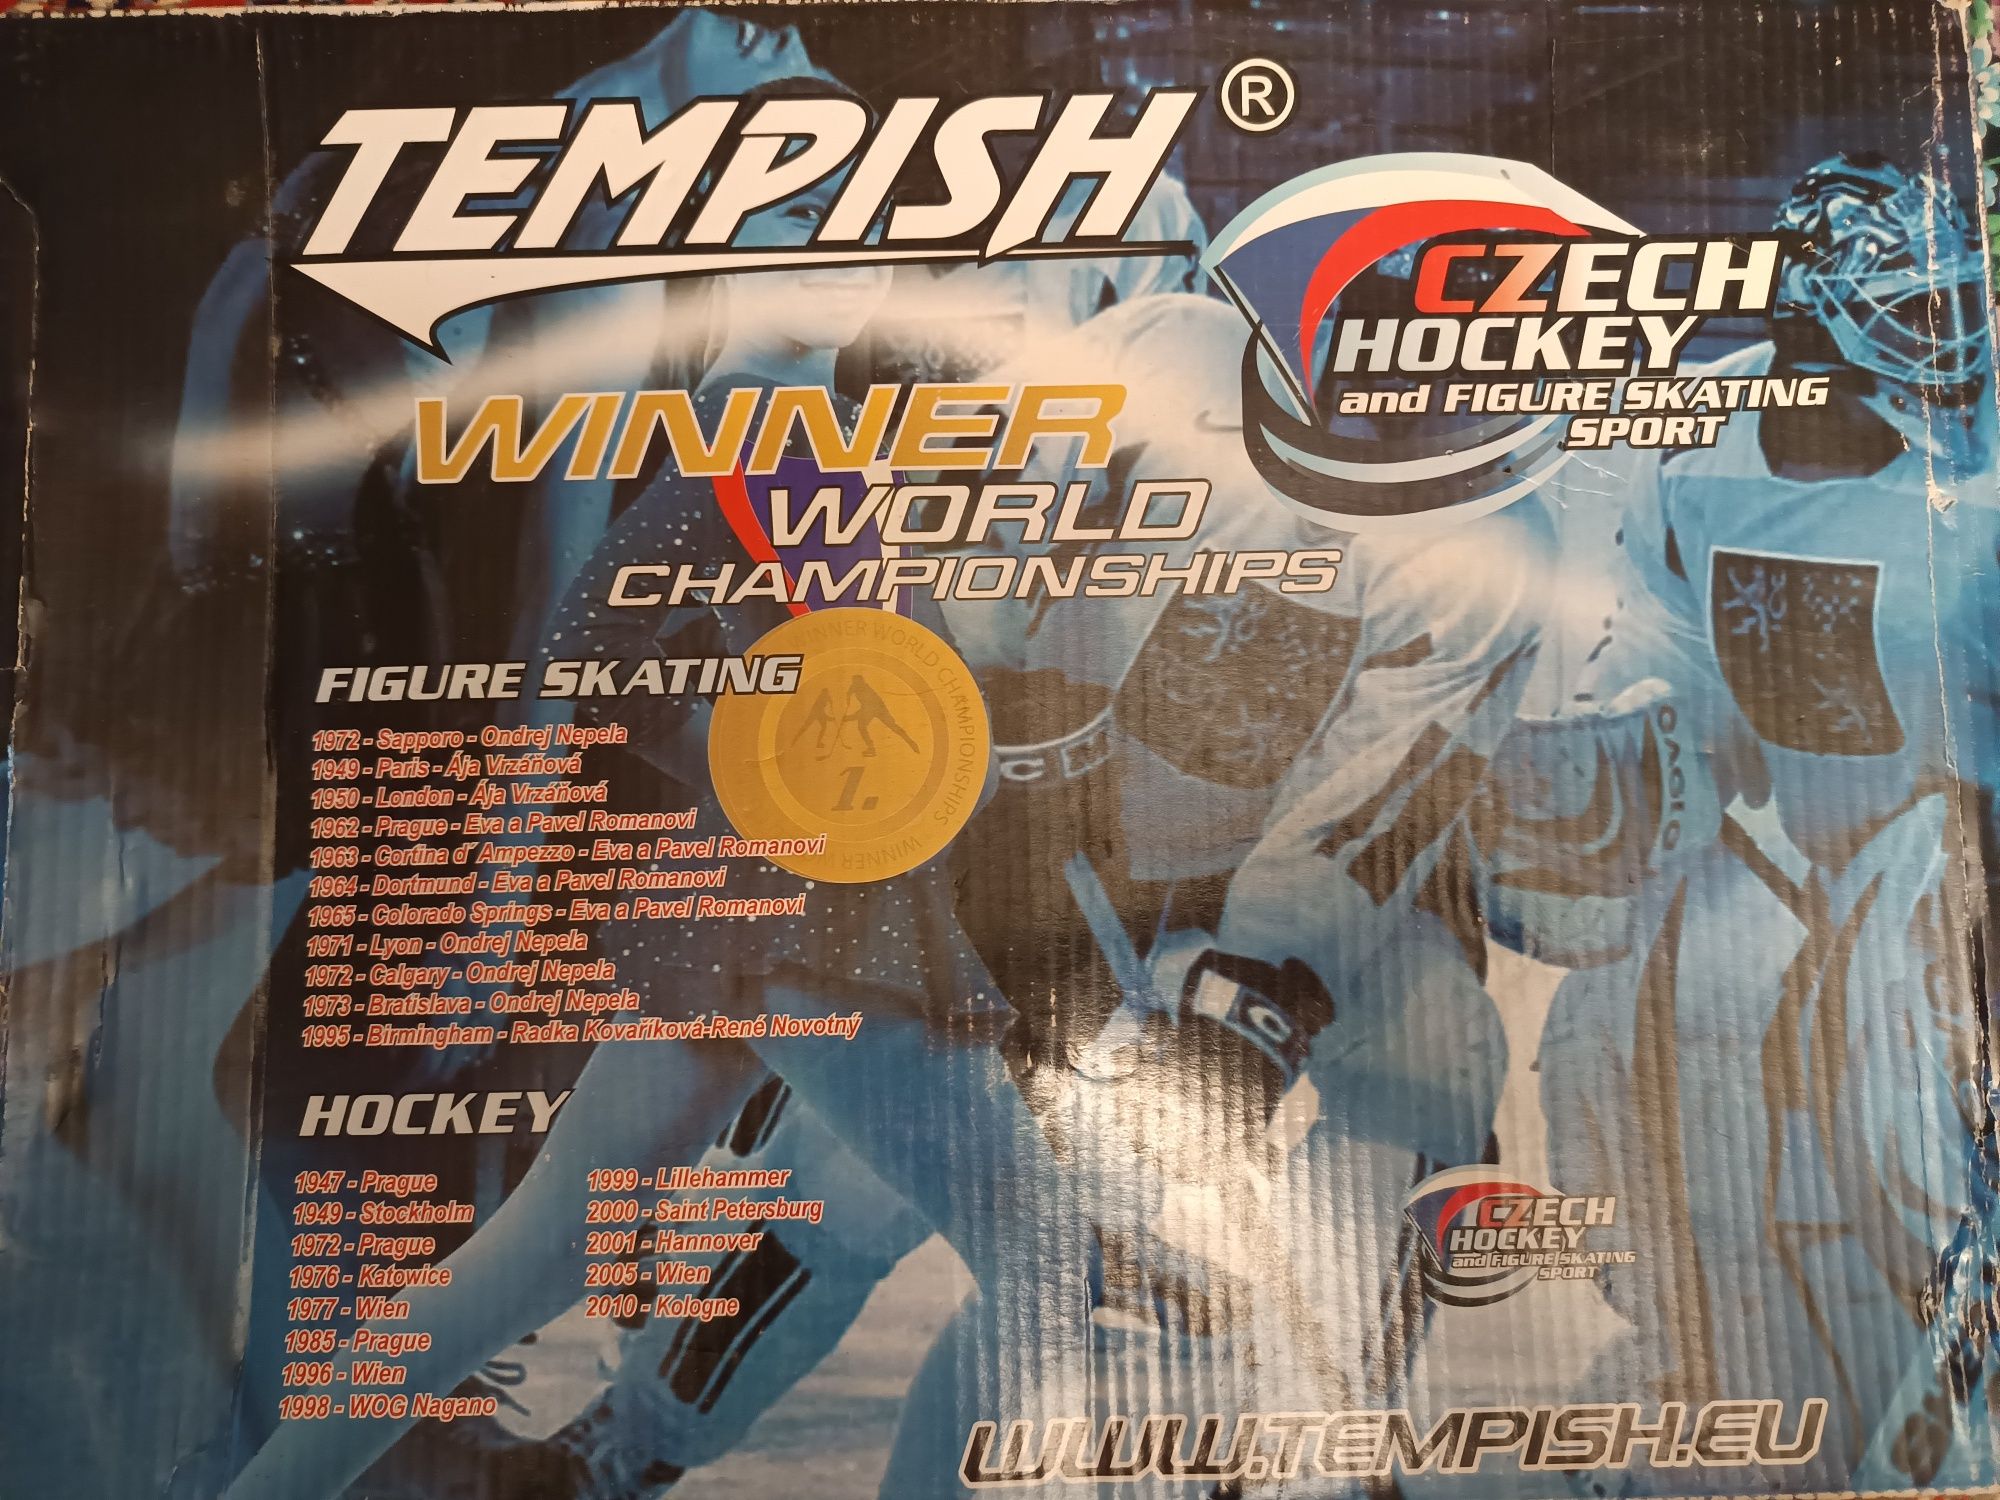 TEMPISH®
CZECH
HOCKEY
and FIGURE SKATING
SPORT
WINNER
WORLD
CHAMPIONSHIPS
WINNER WORLD CHAMPIONSHIPS
1.
FIGURE SKATING
1972 - Sapporo - Ondrej Nepela
1949 - Paris - Ája Vrzáňová
1950 - London - Ája Vrzáňová
1962 - Prague - Eva a Pavel Romanovi
1963 - Cortina d´ Ampezzo - Eva a Pavel Romanovi
1964 - Dortmund - Eva a Pavel Romanovi
1965 - Colorado Springs - Eva a Pavel Romanovi
1971 - Lyon - Ondrej Nepela
1972 - Calgary - Ondrej Nepela
1973 - Bratislava - Ondrej Nepela
1995 - Birmingham - Radka Kovaříková-René Novotný
HOCKEY
1947 - Prague
1949 - Stockholm
1972 - Prague
1976 - Katowice
1977 - Wien
1985 - Prague
1996 - Wien
1998 - WOG Nagano
1999 - Lillehammer
2000 - Saint Petersburg
2001 - Hannover
2005 - Wien
2010 - Kologne
CZECH
HOCKEY
and FIGURE SKATING
SPORT
WWW.TEMPISH.EU